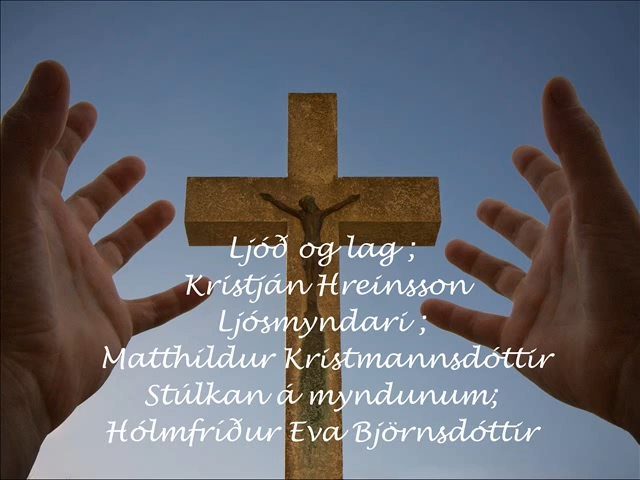 Ljóð og lag ;
Kristján Hreinsson
Ljósmyndari ;
Matthildur Kristmannsdóttir
Stúlkan á myndunum;
Hólmfríður Eva Björnsdóttir